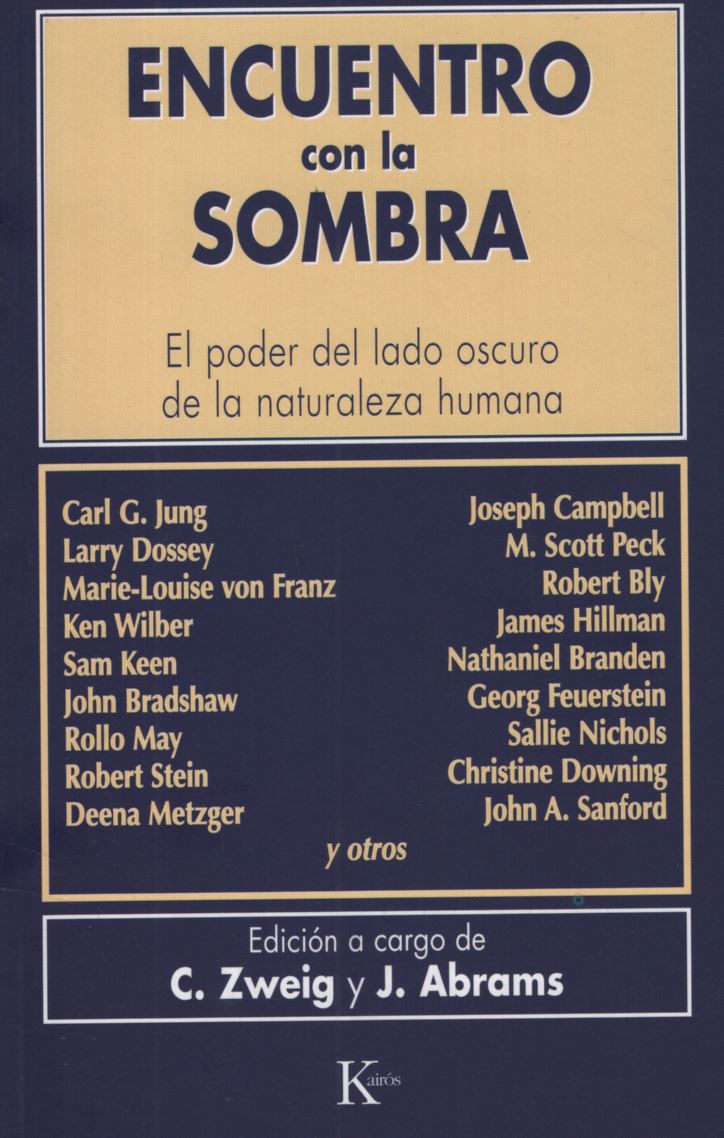 ENCUENTRO
con la
SOMBRA
El poder del lado oscuro
de la naturaleza humana
Carl G. Jung
Larry Dossey
Marie-Louise von Franz
Ken Wilber
Sam Keen
John Bradshaw
Rollo May
Robert Stein
Deena Metzger
Joseph Campbell
M. Scott Peck
Robert Bly
James Hillman
Nathaniel Branden
Georg Feuerstein
Sallie Nichols
Christine Downing
John A. Sanford
y otros
Edición a cargo de
C. Zweig y J. Abrams
Kairós